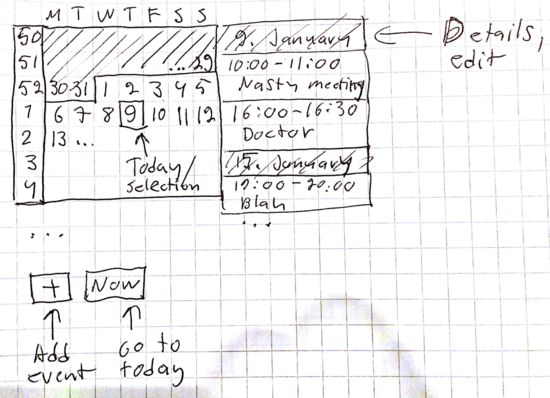 M T W T F S S
50
51 ... 29
52 30 31 1 2 3 4 5
1 6 7 8 9 10 11 12
2 13 ...
3
4
...
Today/
selection
9. January
10:00-11:00
Nasty meeting
16:00-16:30
Doctor
January
:00-20:00
Blah
...
Details,
edit
+ Now
Add
event
Go to
today